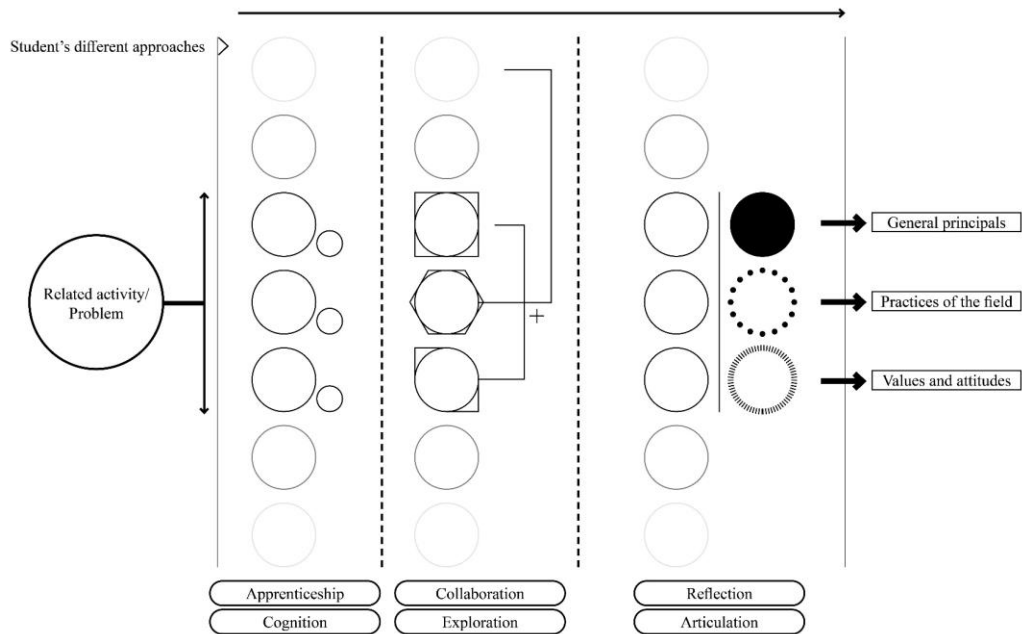 Student’s different approaches
Related activity/
Problem
+
General principals
Practices of the field
Values and attitudes
Apprenticeship
Collaboration
Reflection
Cognition
Exploration
Articulation